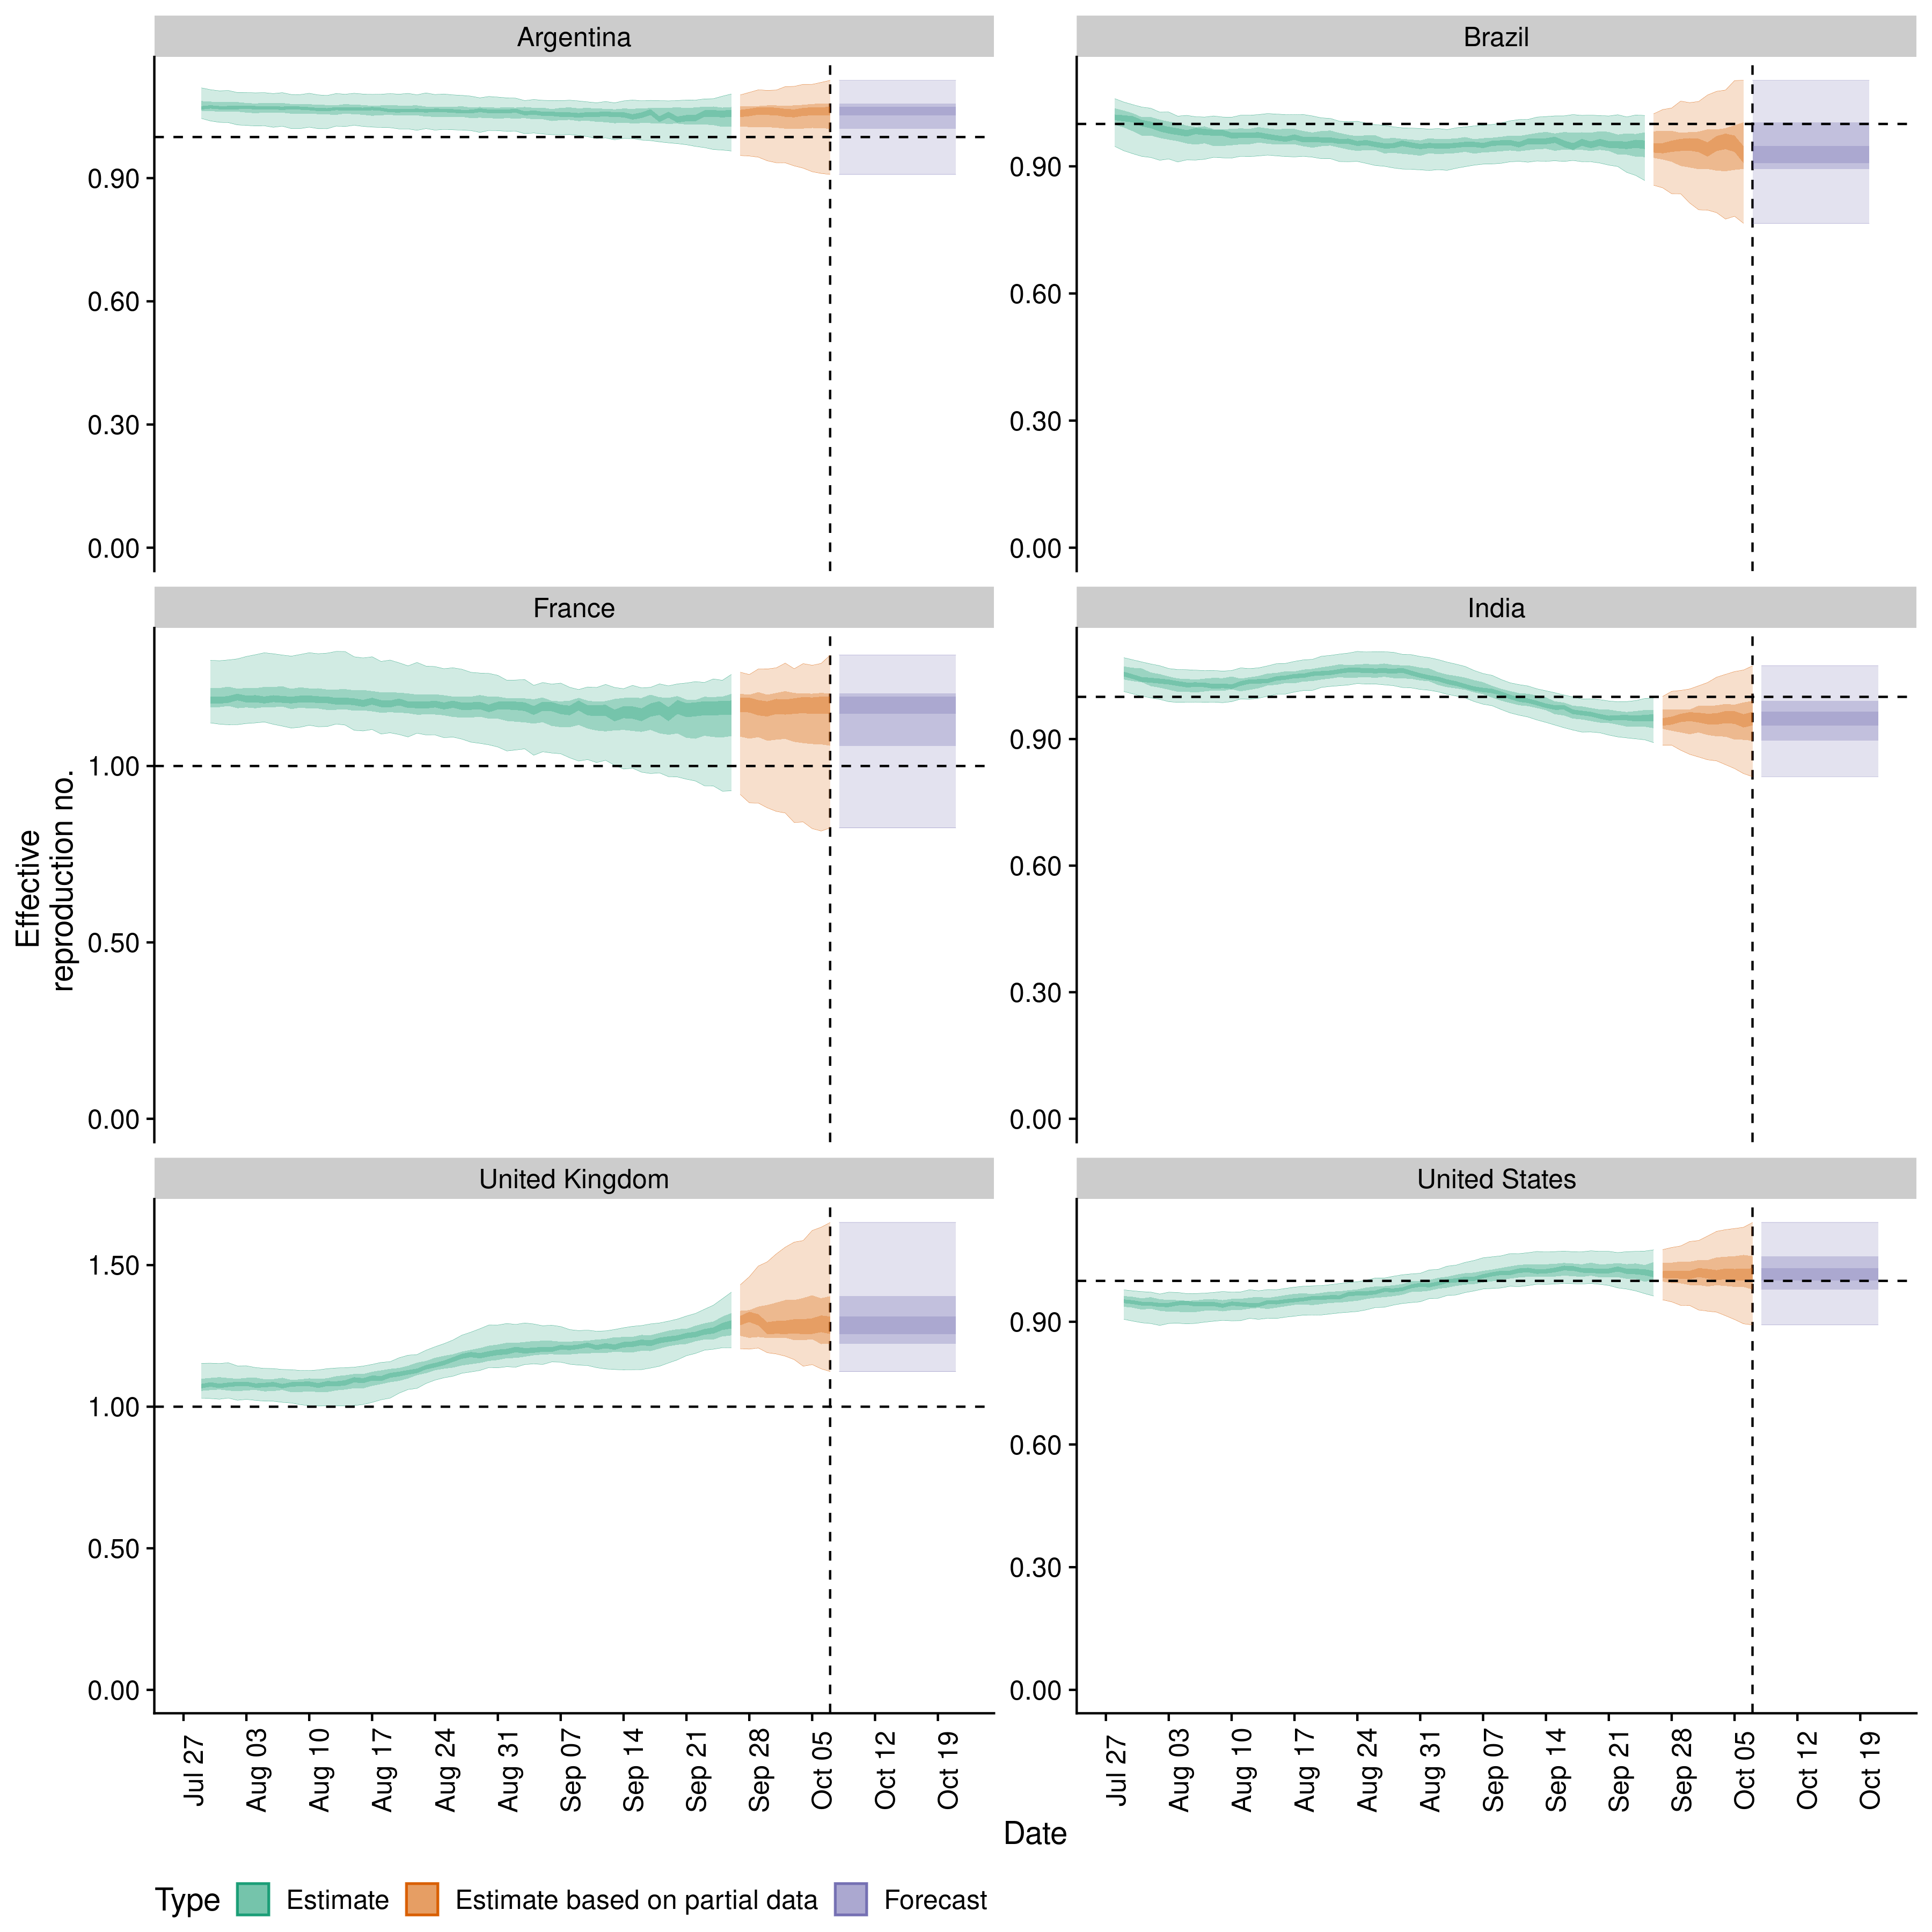 Argentina
Brazil
0.90
0.60
0.30
0.00
0.90
0.60
0.30
0.00
France
India
1.00
0.50
0.00
0.90
0.60
0.30
0.00
United Kingdom
United States
1.50
1.00
0.50
0.00
0.90
0.60
0.30
0.00
Effective
reproduction no.
Jul 27
Aug 03
Aug 10
Aug 17
Aug 24
Aug 31
Sep 07
Sep 14
Sep 21
Sep 28
Oct 05
Oct 12
Oct 19
Jul 27
Aug 03
Aug 10
Aug 17
Aug 24
Aug 31
Sep 07
Sep 14
Sep 21
Sep 28
Oct 05
Oct 12
Oct 19
Date
Type Estimate Estimate based on partial data Forecast